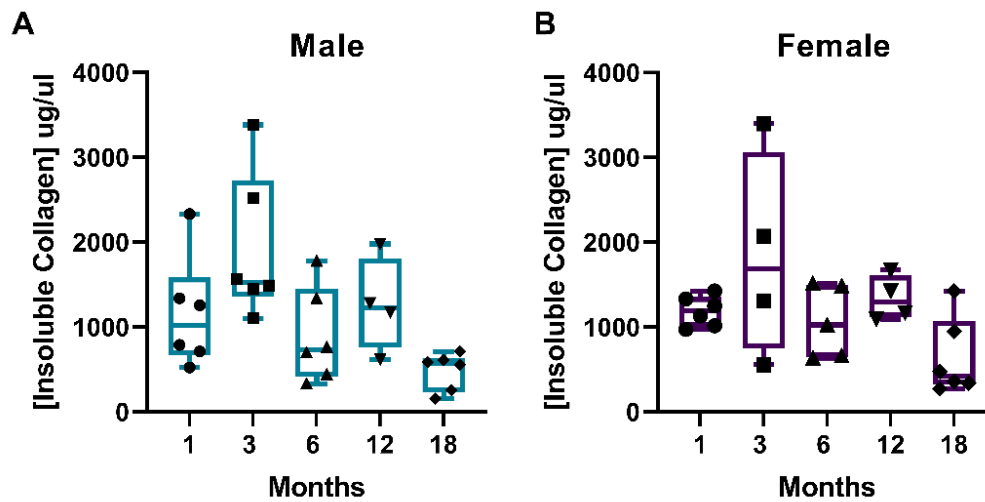 A
Male
[Insoluble Collagen] ug/ul
4000
3000
2000
1000
0
1 3 6 12 18
Months
B
Female
[Insoluble Collagen] ug/ul
4000
3000
2000
1000
0
1 3 6 12 18
Months